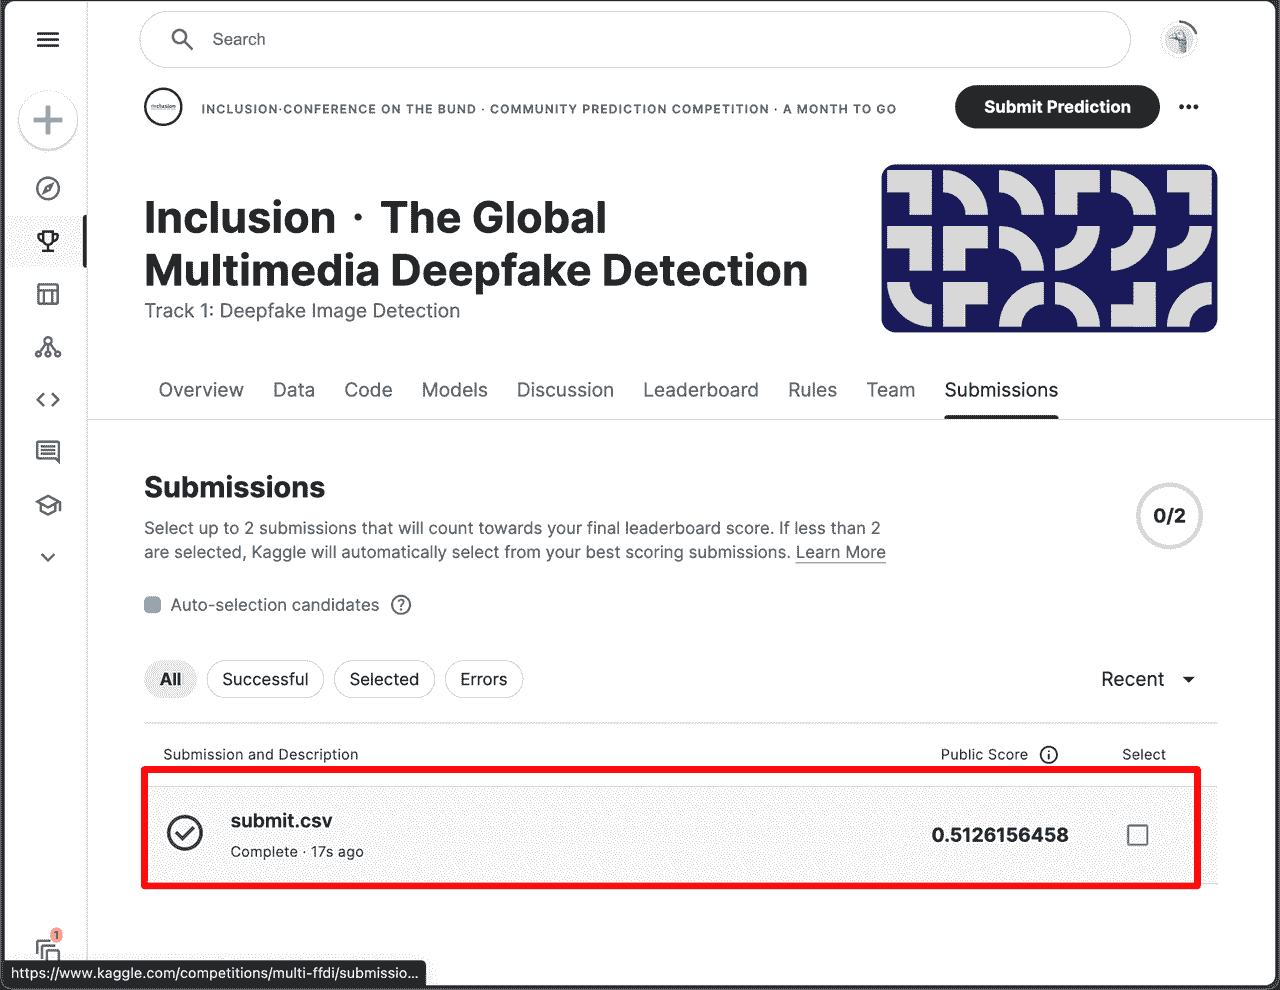 Search
Inclusion
INCLUSION·CONFERENCE ON THE BUND · COMMUNITY PREDICTION COMPETITION · A MONTH TO GO
Submit Prediction
Inclusion · The Global
Multimedia Deepfake Detection
Track 1: Deepfake Image Detection
Overview Data Code Models Discussion Leaderboard Rules Team Submissions
Submissions
0/2
Select up to 2 submissions that will count towards your final leaderboard score. If less than 2
are selected, Kaggle will automatically select from your best scoring submissions. Learn More
Auto-selection candidates
All Successful Selected Errors Recent
Submission and Description Public Score Select
submit.csv
0.5126156458
Complete · 17s ago
1
https://www.kaggle.com/competitions/multi-ffdi/submissio...